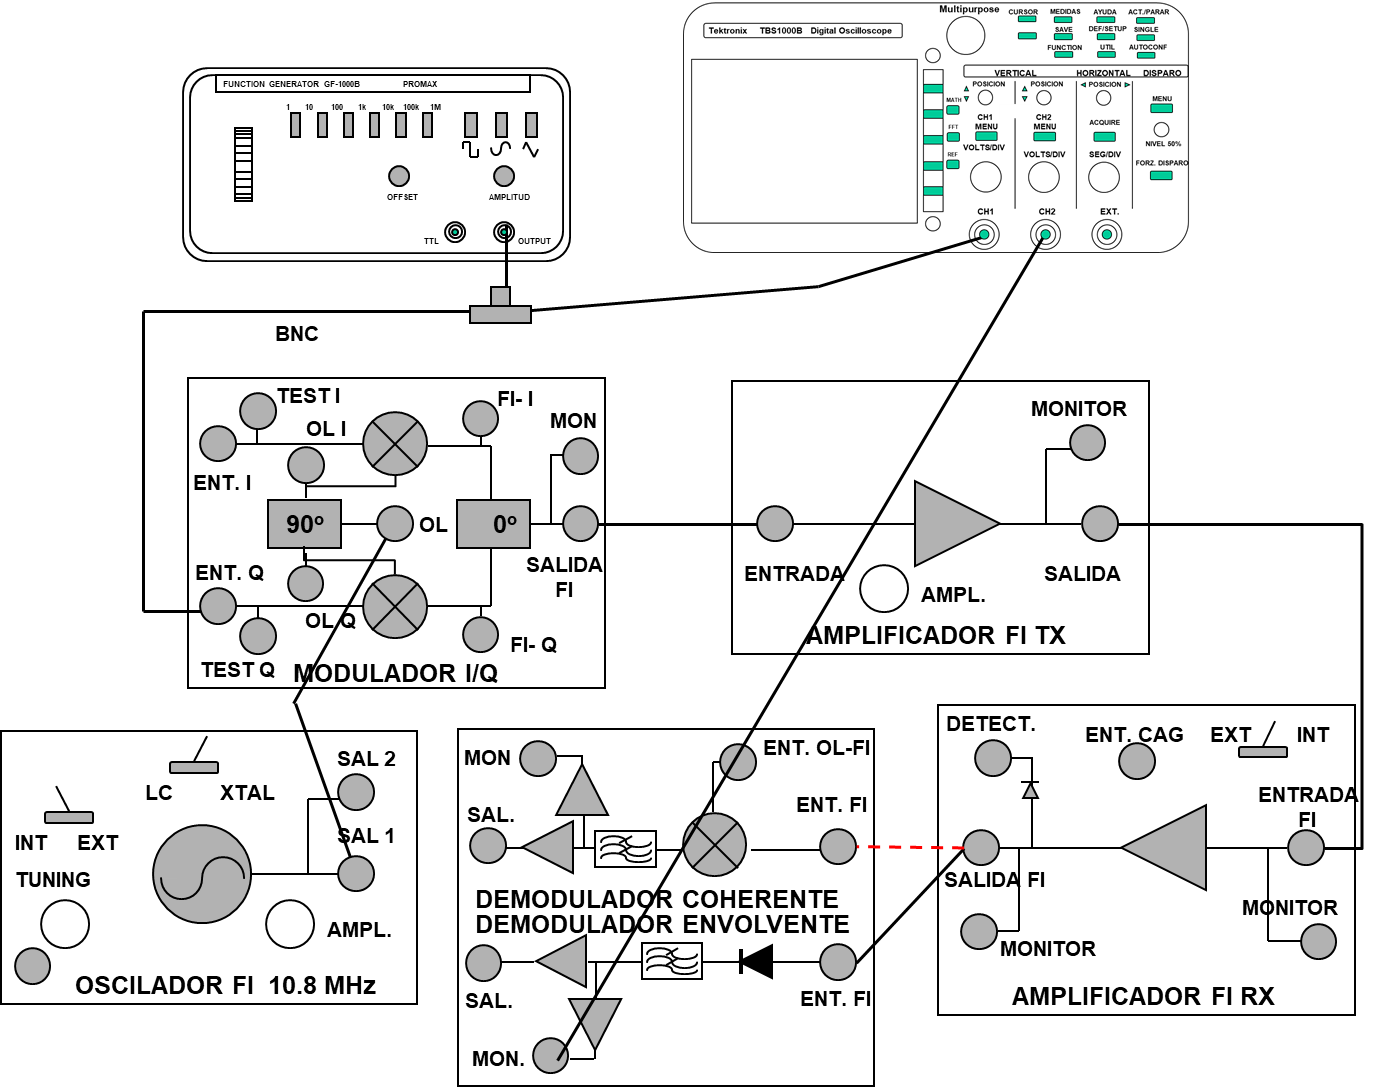 FUNCTION GENERATOR GF-1000B PROMAX
1 10 100 1k 10k 100k 1M
OFFSET
AMPLITUD
TTL
OUTPUT
BNC
Tektronix TBS1000B Digital Oscilloscope
Multipurpose
CURSOR
MEDIDAS
AYUDA
ACT./PARAR
SAVE
DEF/SETUP
SINGLE
FUNCTION
UTIL
AUTOCONF
VERTICAL
HORIZONTAL
DISPARO
POSICION
POSICION
POSICION
MATH
FFT
REF
CH1
MENU
CH2
MENU
ACQUIRE
MENU
NIVEL 50%
FORZ. DISPARO
VOLTS/DIV
VOLTS/DIV
SEG/DIV
CH1
CH2
EXT.
TEST I
OL I
FI- I
MON
ENT. I
90º
OL
0º
SALIDA
FI
ENT. Q
OL Q
FI- Q
TEST Q
MODULADOR I/Q
MONITOR
ENTRADA
SALIDA
AMPL.
AMPLIFICADOR FI TX
SAL 2
LC
XTAL
INT
EXT
SAL 1
TUNING
AMPL.
OSCILADOR FI 10.8 MHz
MON
ENT. OL-FI
SAL.
ENT. FI
DEMODULADOR COHERENTE
DEMODULADOR ENVOLVENTE
SAL.
ENT. FI
MON.
DETECT.
ENT. CAG
EXT
INT
ENTRADA
FI
SALIDA FI
MONITOR
MONITOR
AMPLIFICADOR FI RX